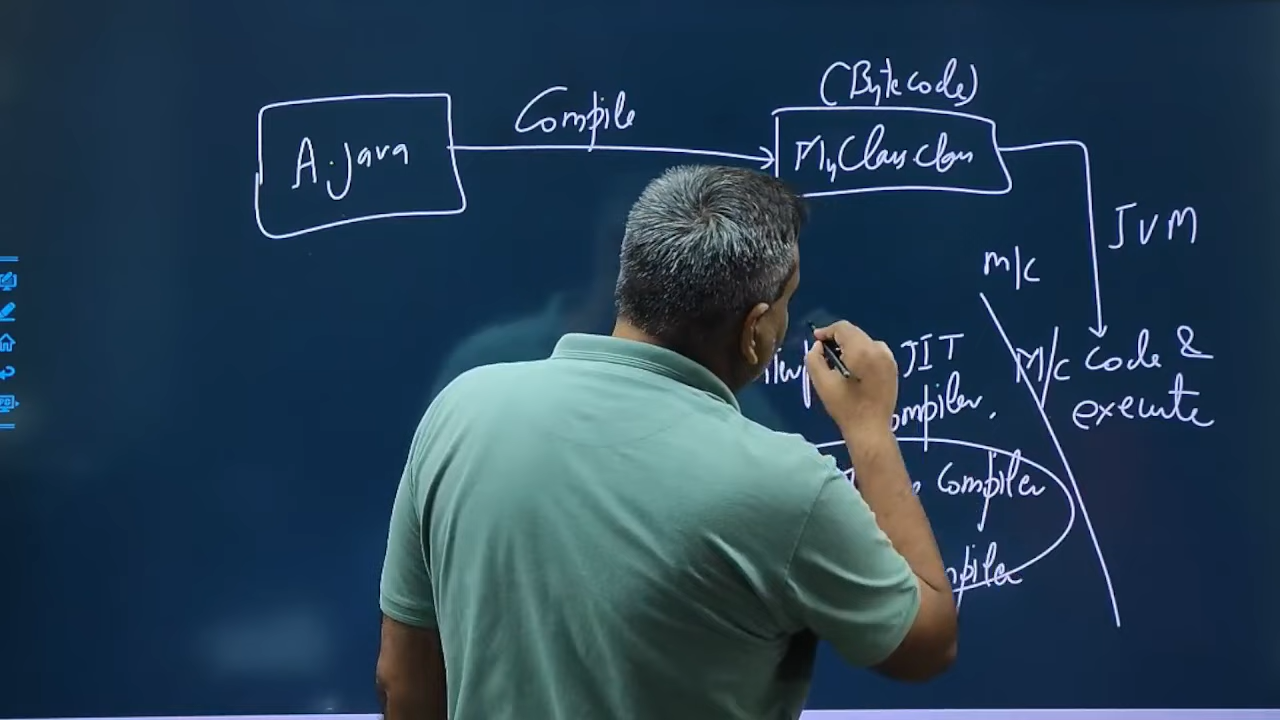 (Bytecode)
Compile
A.java
MyClass.Class
JVM
M/C
JIT
M/c Code &
execute
compiler